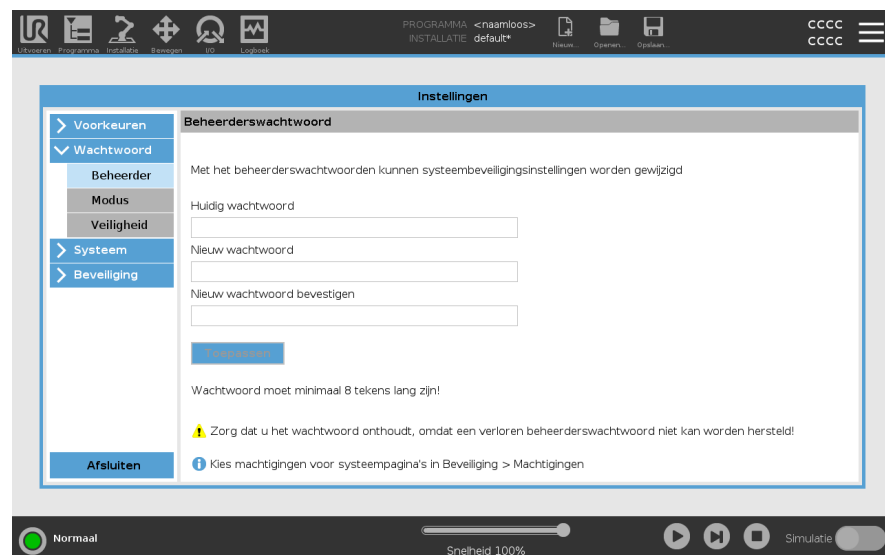 PROGRAMMA <naamloos>
INSTALLATIE default*
CCCC
CCCC
UR
Uitvoeren Programma Installatie Bewegen I/O Logboek Nieuw... Openen... Opslaan...
Instellingen
Voorkeuren
Wachtwoord
Beheerder
Modus
Veiligheid
Systeem
Beveiliging
Afsluiten
Beheerderswachtwoord
Met het beheerderswachtwoorden kunnen systeembeveiligingsinstellingen worden gewijzigd
Huidig wachtwoord
Nieuw wachtwoord
Nieuw wachtwoord bevestigen
Toepassen
Wachtwoord moet minimaal 8 tekens lang zijn!
Zorg dat u het wachtwoord onthoudt, omdat een verloren beheerderswachtwoord niet kan worden hersteld!
Kies machtigingen voor systeempagina's in Beveiliging > Machtigingen
Normaal
Snelheid 100%
Simulatie